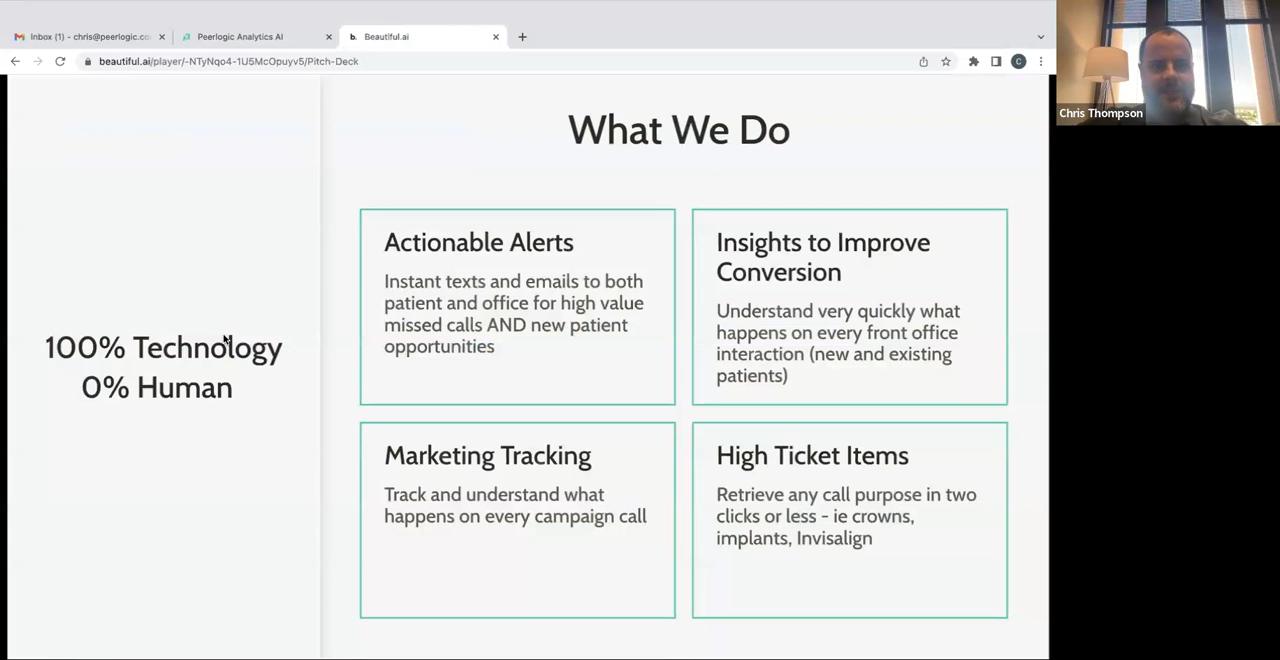 Inbox (1) - chris@peerlogic.co
Peerlogic Analytics AI
b. Beautiful.ai
beautiful.ai/player/-NTyNqo4-1U5McOpuyv5/Pitch-Deck
C
Chris Thompson
What We Do
100% Technology
0% Human
Actionable Alerts
Instant texts and emails to both
patient and office for high value
missed calls AND new patient
opportunities
Insights to Improve
Conversion
Understand very quickly what
happens on every front office
interaction (new and existing
patients)
Marketing Tracking
Track and understand what
happens on every campaign call
High Ticket Items
Retrieve any call purpose in two
clicks or less - ie crowns,
implants, Invisalign